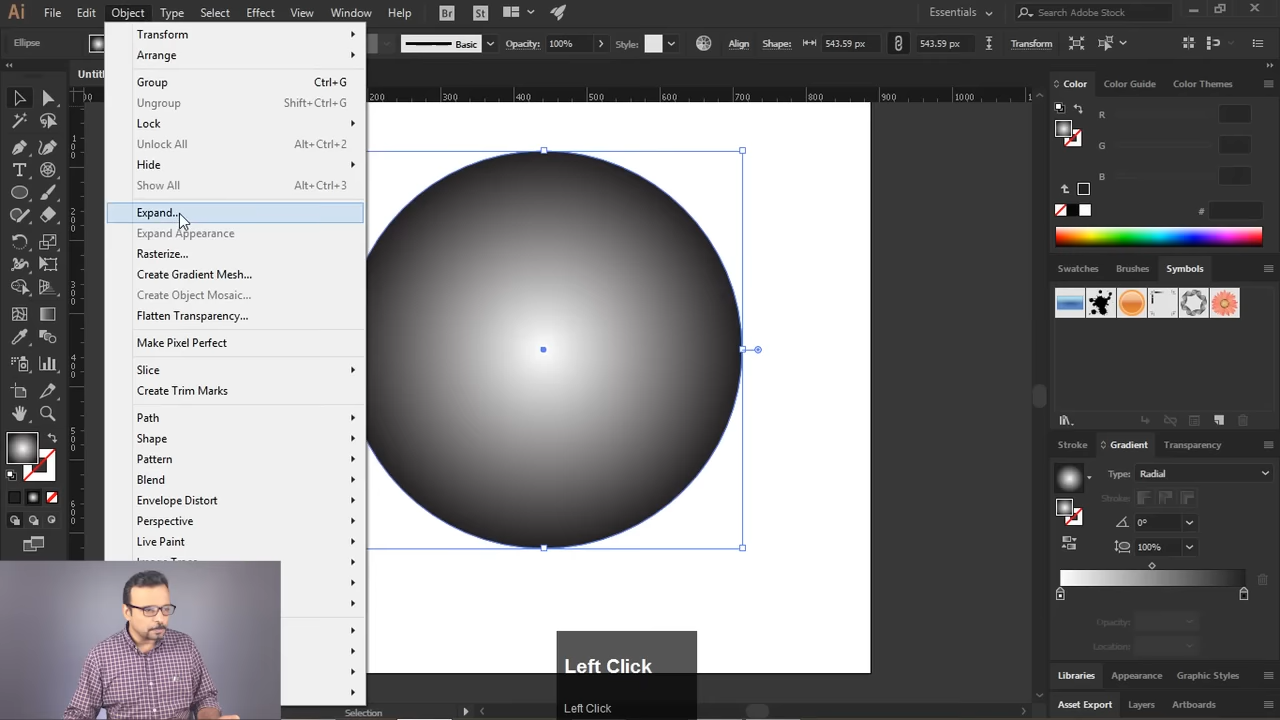 Ai File Edit Object Type Select Effect View Window Help Br St Essentials Search Adobe Stock
Ellipse Basic Opacity: 100% Style: Align Shape: 543.59 px 543.59 px Transform
Untitl
200 300 400 500 600 700 800 900 1000
Transform
Arrange
Group Ctrl+G
Ungroup Shift+Ctrl+G
Lock
Unlock All Alt+Ctrl+2
Hide
Show All Alt+Ctrl+3
Expand...
Expand Appearance
Rasterize...
Create Gradient Mesh...
Create Object Mosaic...
Flatten Transparency...
Make Pixel Perfect
Slice
Create Trim Marks
Path
Shape
Pattern
Blend
Envelope Distort
Perspective
Live Paint
Color Color Guide Color Themes
R
G
B
#
Swatches Brushes Symbols
Stroke Gradient Transparency
Type: Radial
Stroke:
0°
100%
Opacity:
Location:
Libraries Appearance Graphic Styles
Asset Export Layers Artboards
Left Click
Left Click
Selection